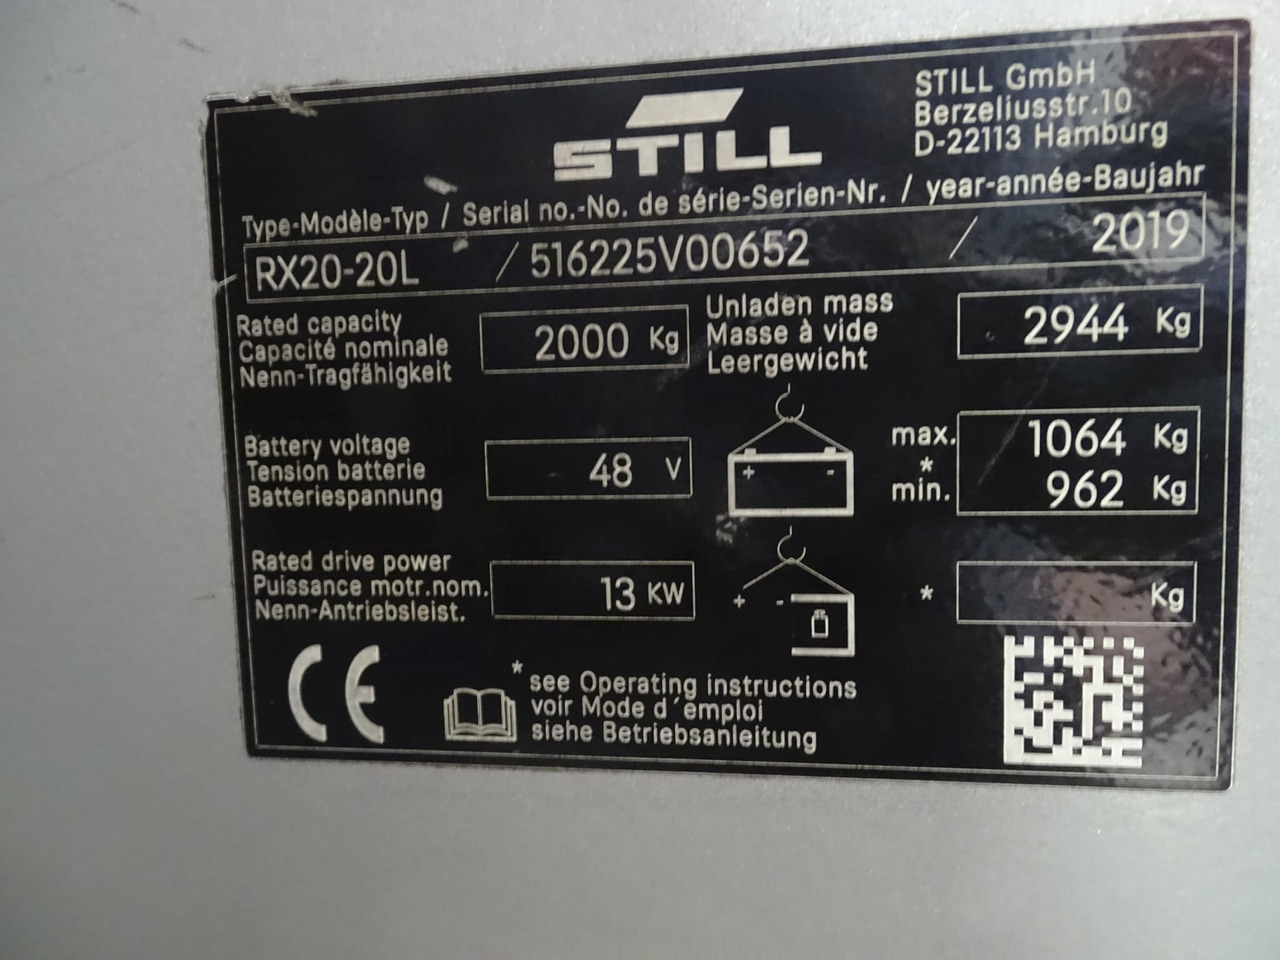 STILL
STILL GmbH
Berzeliusstr.10
D-22113 Hamburg
Type-Modèle-Typ / Serial no.-No. de série-Serien-Nr. / year-année-Baujahr
RX20-20L / 516225V00652 / 2019
Rated capacity
Capacité nominale
Nenn-Tragfähigkeit
2000 Kg
Unladen mass
Masse à vide
Leergewicht
2944 Kg
Battery voltage
Tension batterie
Batteriespannung
48 V
+ -
max. 1064 Kg
*
min. 962 Kg
Rated drive power
Puissance motr.nom.
Nenn-Antriebsleist.
13 KW
+ -
* Kg
CE
* see Operating instructions
voir Mode d´emploi
siehe Betriebsanleitung